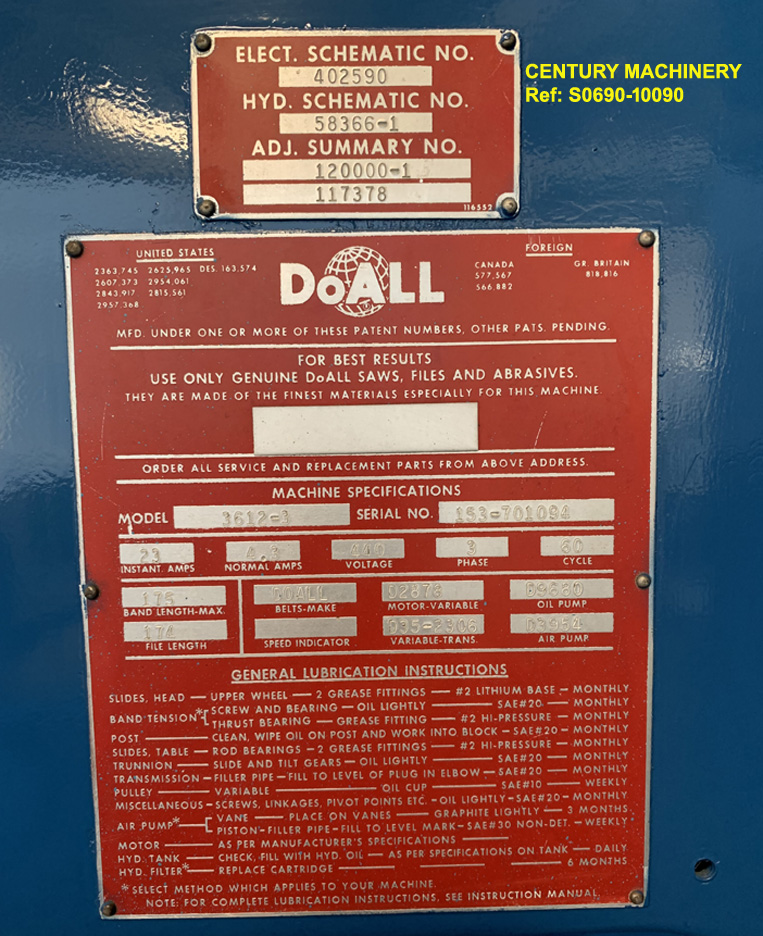 ELECT. SCHEMATIC NO.
402590
HYD. SCHEMATIC NO.
58366-1
ADJ. SUMMARY NO.
120000-1
117378
116552
CENTURY MACHINERY
Ref: S0690-10090
UNITED STATES
2363,745 2625,965 DES. 163,574
2607,373 2954,061
2843,917 2815,561
2957,368
DoALL
FOREIGN
CANADA GR. BRITAIN
577,567 818,816
566,882
MFD. UNDER ONE OR MORE OF THESE PATENT NUMBERS, OTHER PATS. PENDING.
FOR BEST RESULTS
USE ONLY GENUINE DoALL SAWS, FILES AND ABRASIVES.
THEY ARE MADE OF THE FINEST MATERIALS ESPECIALLY FOR THIS MACHINE.
ORDER ALL SERVICE AND REPLACEMENT PARTS FROM ABOVE ADDRESS.
MACHINE SPECIFICATIONS
MODEL 3612-3 SERIAL NO. 153-701094
23 4.3 440 3 60
INSTANT. AMPS NORMAL AMPS VOLTAGE PHASE CYCLE
175 DOALL
BAND LENGTH-MAX. BELTS-MAKE MOTOR-VARIABLE OIL PUMP
174
FILE LENGTH SPEED INDICATOR VARIABLE-TRANS. AIR PUMP
GENERAL LUBRICATION INSTRUCTIONS
SLIDES, HEAD — UPPER WHEEL — 2 GREASE FITTINGS — #2 LITHIUM BASE — MONTHLY
BAND TENSION* [ SCREW AND BEARING — OIL LIGHTLY — SAE#20 — MONTHLY
THRUST BEARING — GREASE FITTING — #2 HI-PRESSURE — MONTHLY
POST — CLEAN, WIPE OIL ON POST AND WORK INTO BLOCK — SAE#20 — MONTHLY
SLIDES, TABLE — ROD BEARINGS — 2 GREASE FITTINGS — #2 HI-PRESSURE — MONTHLY
TRUNNION — SLIDE AND TILT GEARS — OIL LIGHTLY — SAE#20 — MONTHLY
TRANSMISSION — FILLER PIPE — FILL TO LEVEL OF PLUG IN ELBOW — SAE#20 — MONTHLY
PULLEY — VARIABLE — OIL CUP — SAE#10 — WEEKLY
MISCELLANEOUS — SCREWS, LINKAGES, PIVOT POINTS ETC. — OIL LIGHTLY — SAE#20 — MONTHLY
AIR PUMP* [ VANE — PLACE ON VANES — GRAPHITE LIGHTLY — 3 MONTHS
PISTON — FILLER PIPE — FILL TO LEVEL MARK — SAE#30 NON-DET. — WEEKLY
MOTOR — AS PER MANUFACTURER'S SPECIFICATIONS
HYD. TANK — CHECK, FILL WITH HYD. OIL — AS PER SPECIFICATIONS ON TANK — DAILY
HYD. FILTER* — REPLACE CARTRIDGE — 6 MONTHS
*SELECT METHOD WHICH APPLIES TO YOUR MACHINE.
NOTE: FOR COMPLETE LUBRICATION INSTRUCTIONS, SEE INSTRUCTION MANUAL.